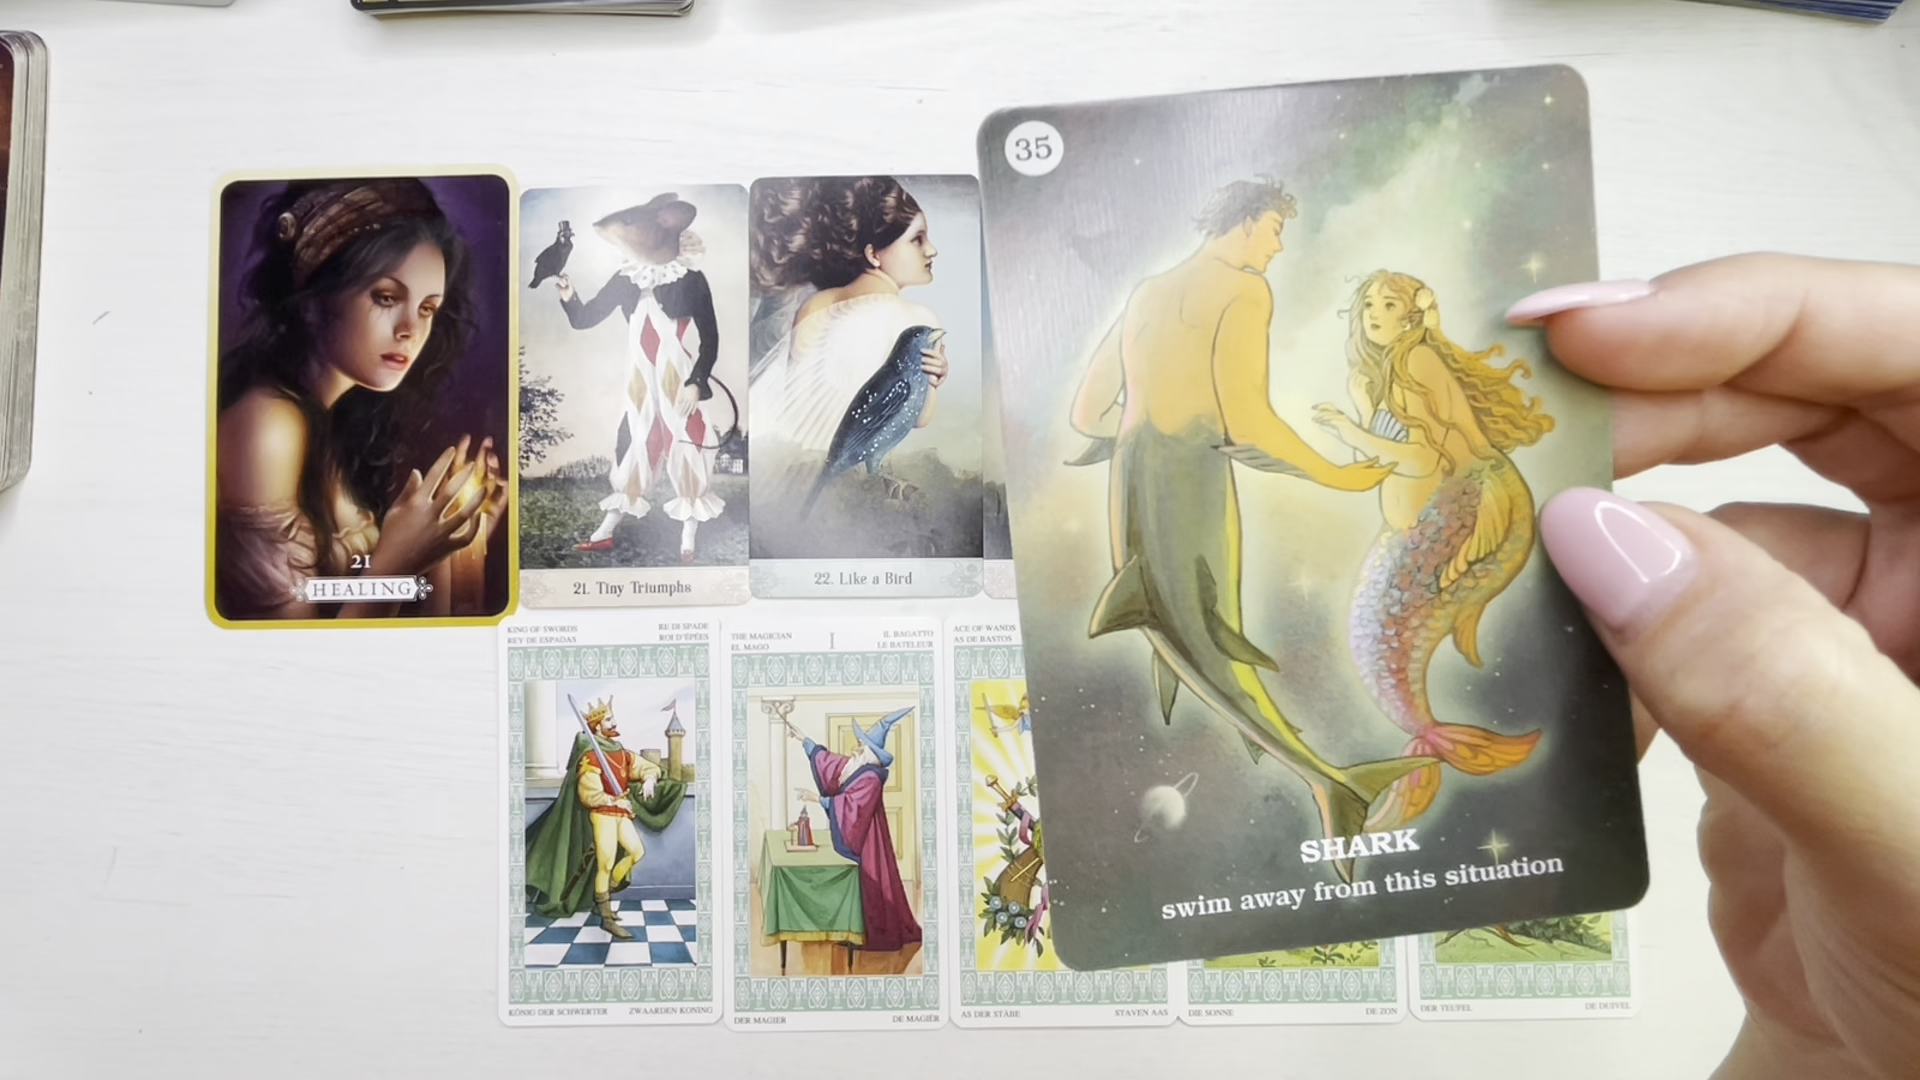 35
21
HEALING
21. Tiny Triumphs
22. Like a Bird
SHARK
swim away from this situation
KING OF SWORDS
RE DI SPADE
REY DE ESPADAS
ROI D'ÉPÉES
KÖNIG DER SCHWERTER
ZWAARDEN KONING
THE MAGICIAN
I
IL BAGATTO
EL MAGO
LE BATELEUR
DER MAGIER
DE MAGIËR
ACE OF WANDS
AS DE BASTOS
AS DER STÄBE
STAVEN AAS
DIE SONNE
DE ZON
DER TEUFEL
DE DUIVEL